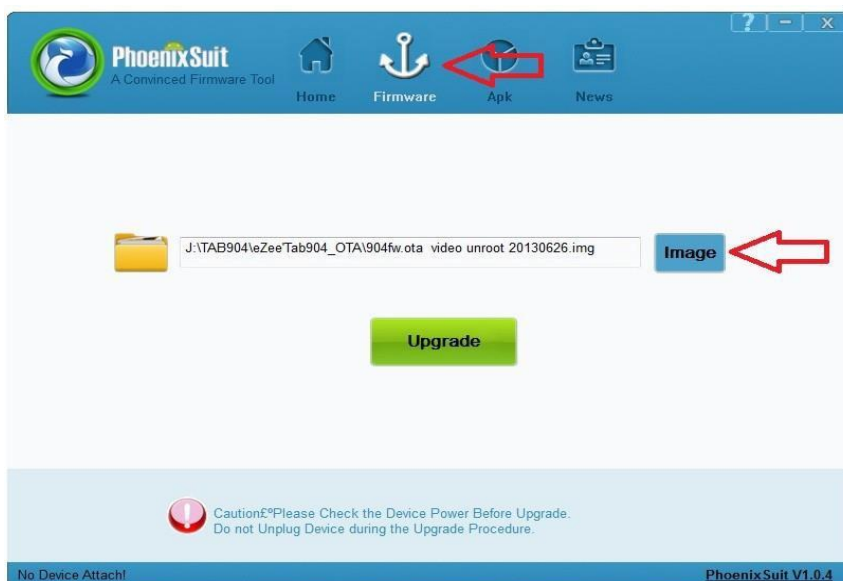 ? – x
PhoenixSuit
A Convinced Firmware Tool
Home
Firmware
Apk
News
J:\TAB904\eZee'Tab904_OTA\904fw.ota  video unroot 20130626.img
Image
Upgrade
Caution£ºPlease Check the Device Power Before Upgrade.
Do not Unplug Device during the Upgrade Procedure.
No Device Attach!
PhoenixSuit V1.0.4